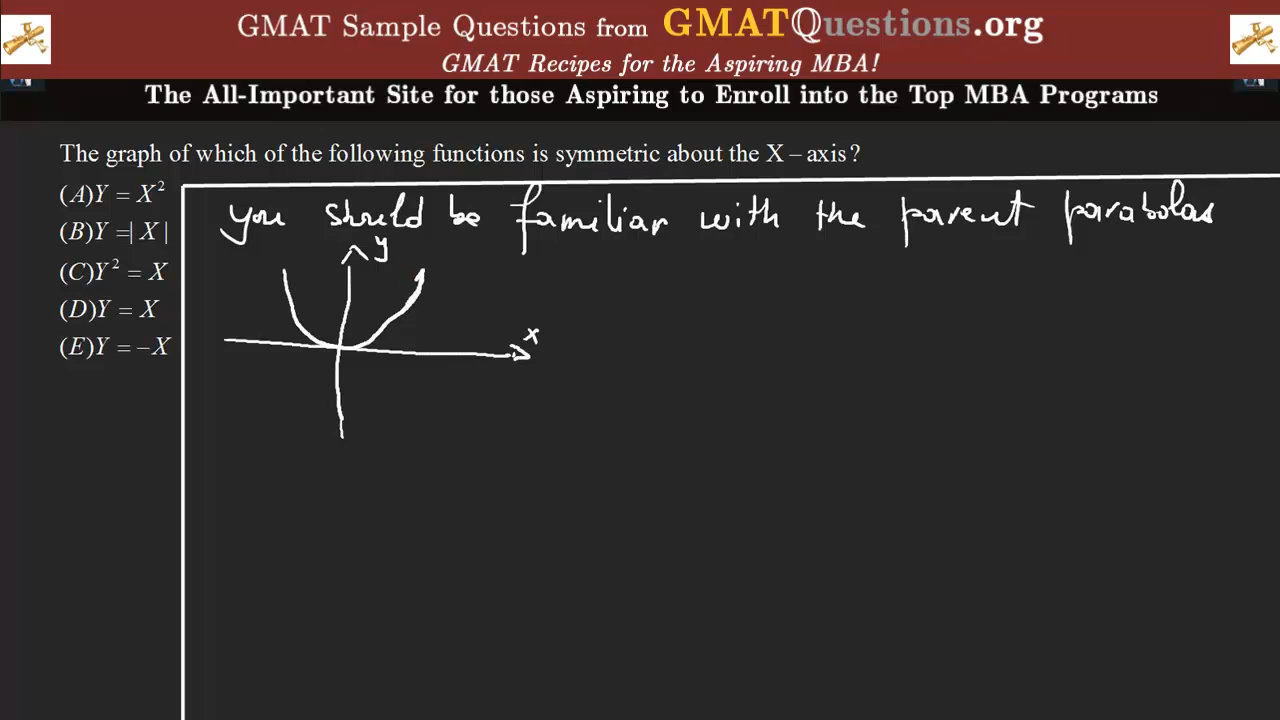 GMAT Sample Questions from GMATQuestions.org
GMAT Recipes for the Aspiring MBA!
The All-Important Site for those Aspiring to Enroll into the Top MBA Programs
The graph of which of the following functions is symmetric about the X – axis?
(A)Y = X²
(B)Y =| X |
(C)Y² = X
(D)Y = X
(E)Y = –X
you should be familiar with the parent parabolas
y
x